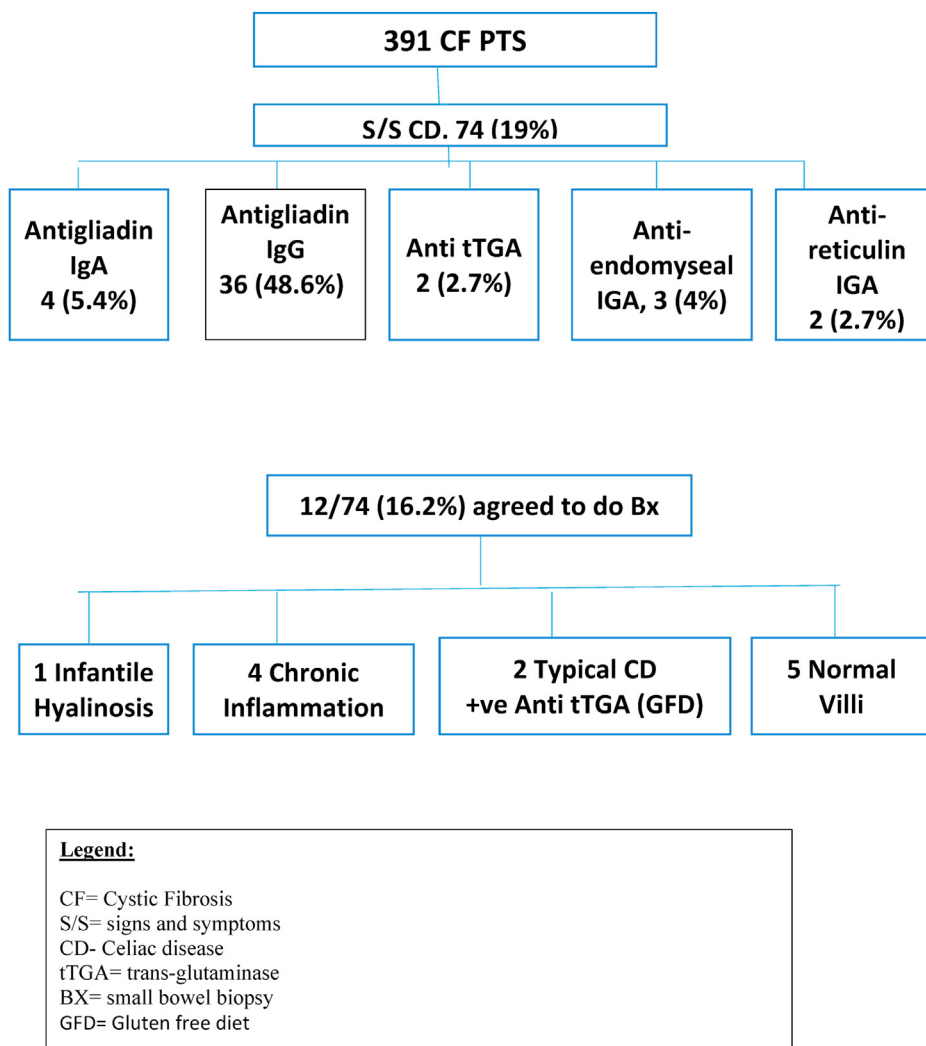 391 CF PTS
S/S CD. 74 (19%)
Antigliadin
IgA
4 (5.4%)
Antigliadin
IgG
36 (48.6%)
Anti tTGA
2 (2.7%)
Anti-
endomyseal
IGA, 3 (4%)
Anti-
reticulin
IGA
2 (2.7%)
12/74 (16.2%) agreed to do Bx
1 Infantile
Hyalinosis
4 Chronic
Inflammation
2 Typical CD
+ve Anti tTGA (GFD)
5 Normal
Villi
Legend:
CF= Cystic Fibrosis
S/S= signs and symptoms
CD- Celiac disease
tTGA= trans-glutaminase
BX= small bowel biopsy
GFD= Gluten free diet